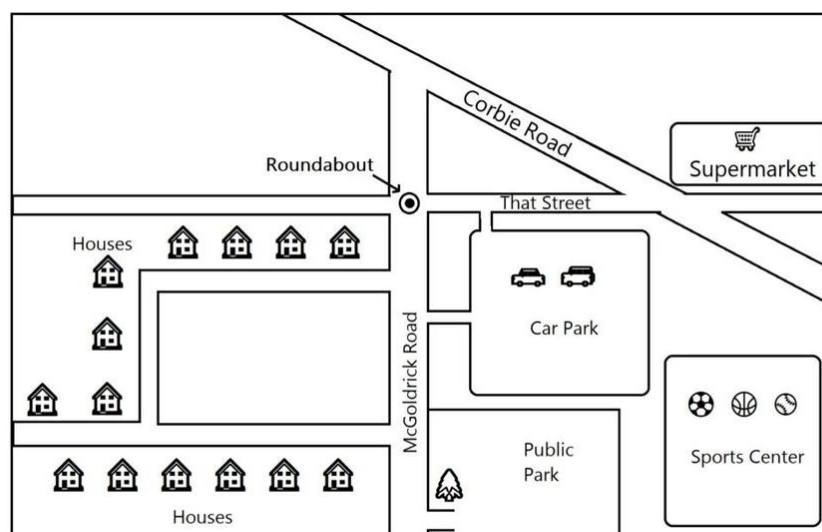 Corbie Road
Roundabout
Supermarket
That Street
Houses
Car Park
McGoldrick Road
Public
Park
Sports Center
Houses